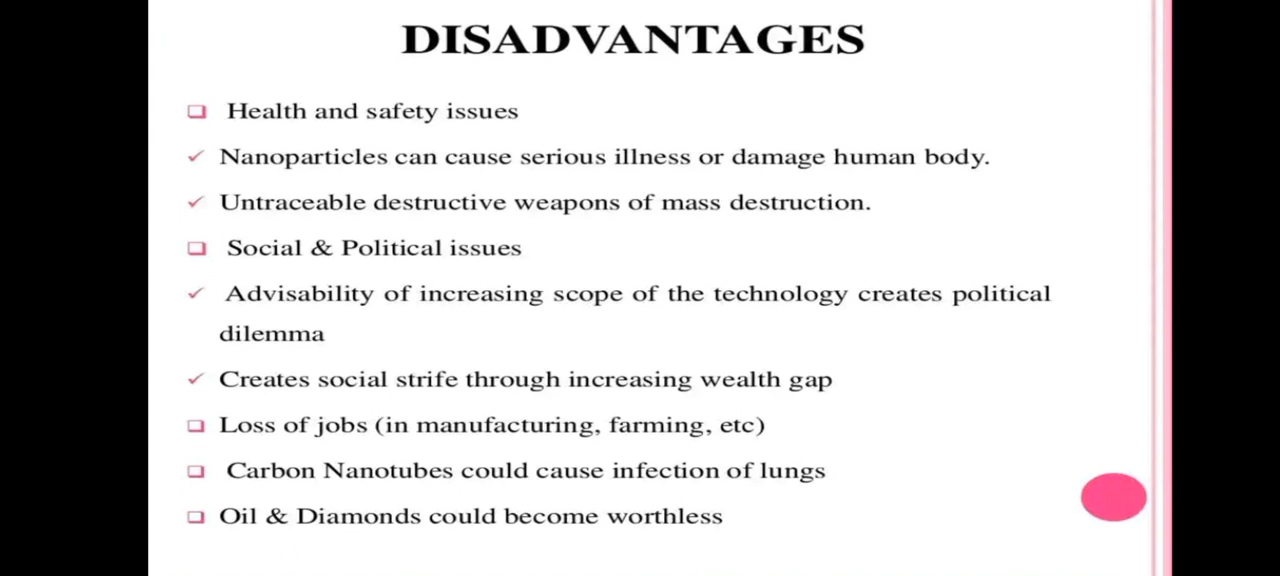 DISADVANTAGES
Health and safety issues
Nanoparticles can cause serious illness or damage human body.
Untraceable destructive weapons of mass destruction.
Social & Political issues
Advisability of increasing scope of the technology creates political
dilemma
Creates social strife through increasing wealth gap
Loss of jobs (in manufacturing, farming, etc)
Carbon Nanotubes could cause infection of lungs
Oil & Diamonds could become worthless